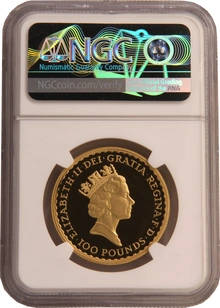 NGC
Numismatic Guaranty Company
NGCcoin.com/verify
ELIZABETH·II·DEI·GRATIA·REGINA·F·D·
100 POUNDS